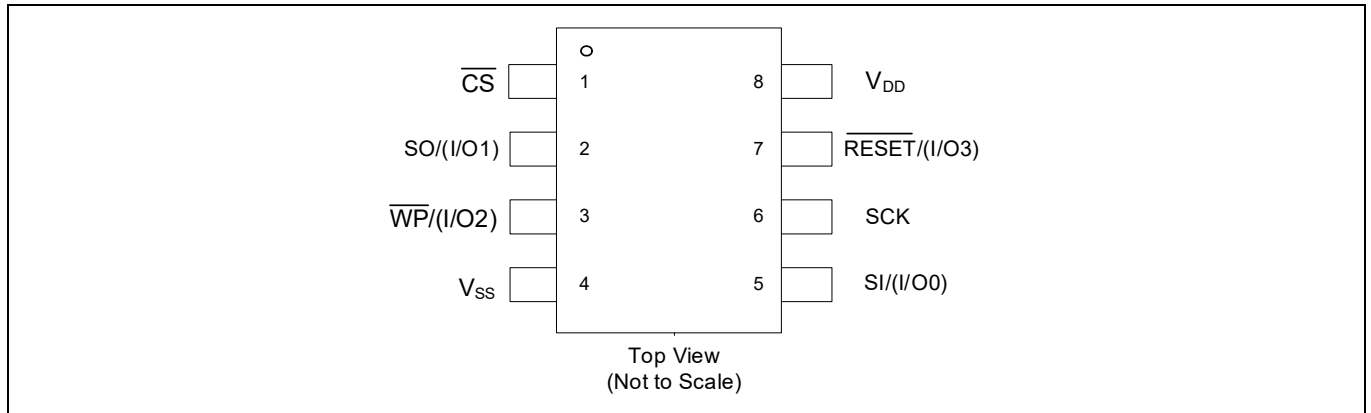 CS 1 8 VDD
SO/(I/O1) 2 7 RESET/(I/O3)
WP/(I/O2) 3 6 SCK
VSS 4 5 SI/(I/O0)
Top View
(Not to Scale)